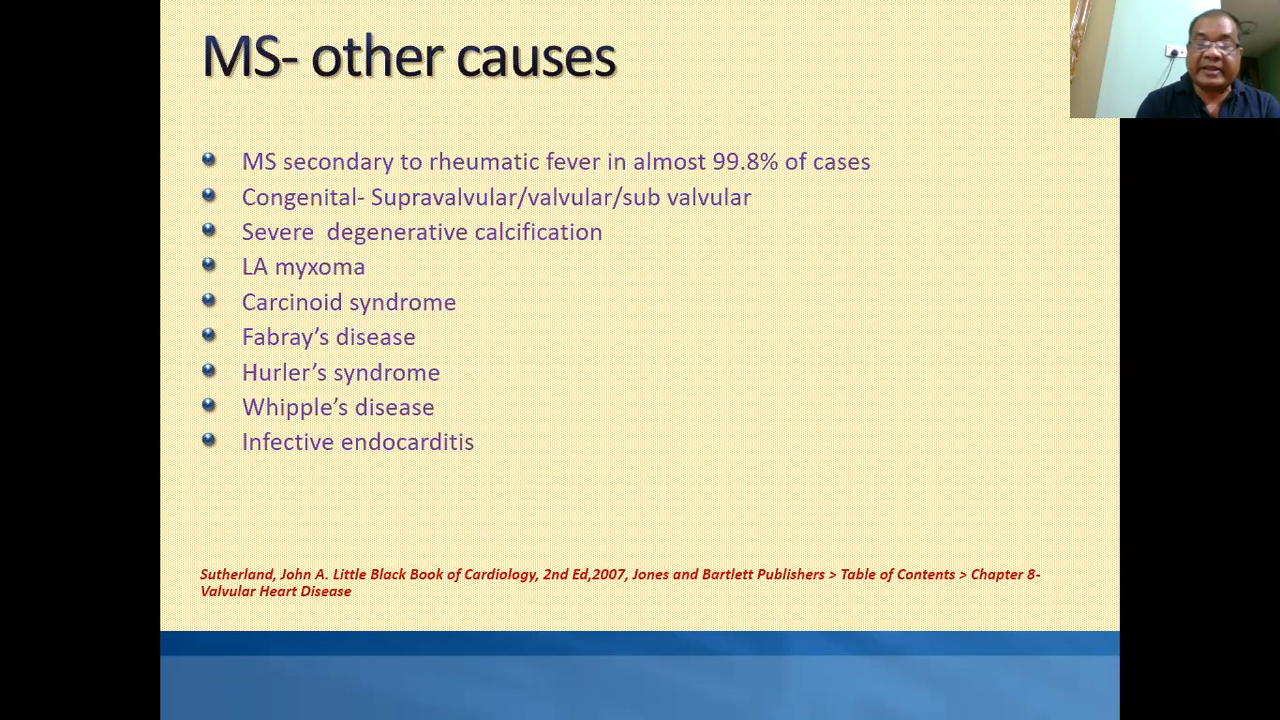 MS- other causes
MS secondary to rheumatic fever in almost 99.8% of cases
Congenital- Supravalvular/valvular/sub valvular
Severe  degenerative calcification
LA myxoma
Carcinoid syndrome
Fabray’s disease
Hurler’s syndrome
Whipple’s disease
Infective endocarditis
Sutherland, John A. Little Black Book of Cardiology, 2nd Ed,2007, Jones and Bartlett Publishers > Table of Contents > Chapter 8-
Valvular Heart Disease